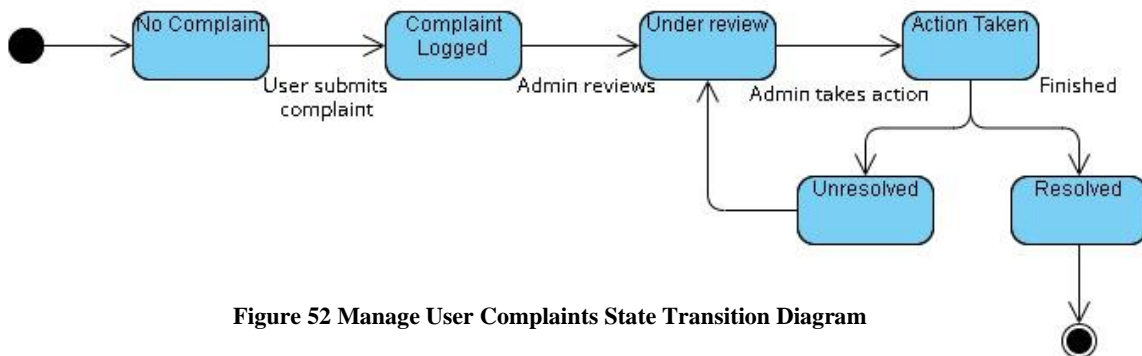 No Complaint
Complaint
Logged
Under review
Action Taken
User submits
complaint
Admin reviews
Admin takes action
Finished
Unresolved
Resolved
Figure 52 Manage User Complaints State Transition Diagram